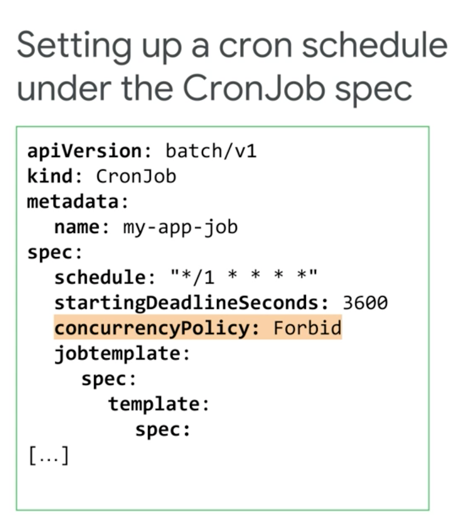 Setting up a cron schedule
under the CronJob spec
apiVersion: batch/v1
kind: CronJob
metadata:
  name: my-app-job
spec:
  schedule: "*/1 * * * *"
  startingDeadlineSeconds: 3600
  concurrencyPolicy: Forbid
  jobtemplate:
    spec:
      template:
        spec:
[...]